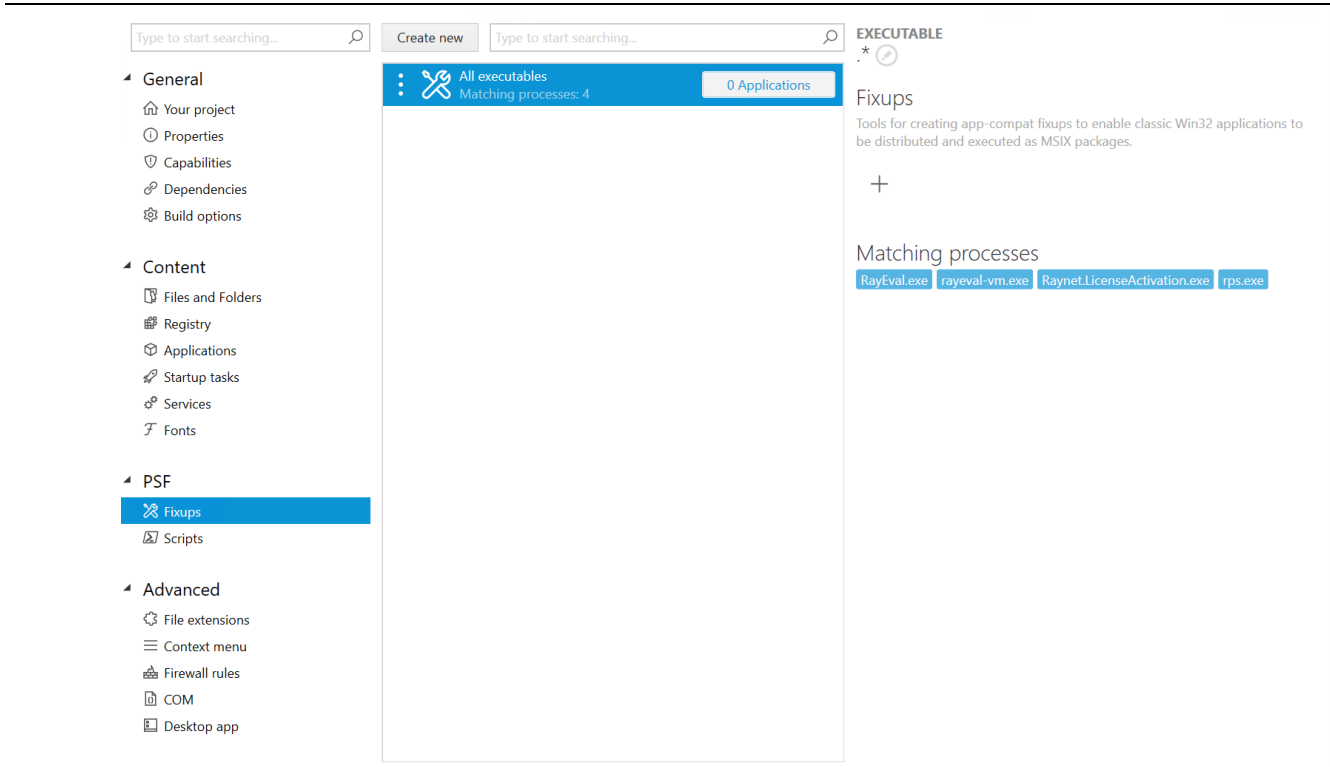 Type to start searching...
General
Your project
Properties
Capabilities
Dependencies
Build options
Content
Files and Folders
Registry
Applications
Startup tasks
Services
Fonts
PSF
Fixups
Scripts
Advanced
File extensions
Context menu
Firewall rules
COM
Desktop app
Create new
Type to start searching...
All executables
Matching processes: 4
0 Applications
EXECUTABLE
.*
Fixups
Tools for creating app-compat fixups to enable classic Win32 applications to
be distributed and executed as MSIX packages.
+
Matching processes
RayEval.exe rayeval-vm.exe Raynet.LicenseActivation.exe rps.exe